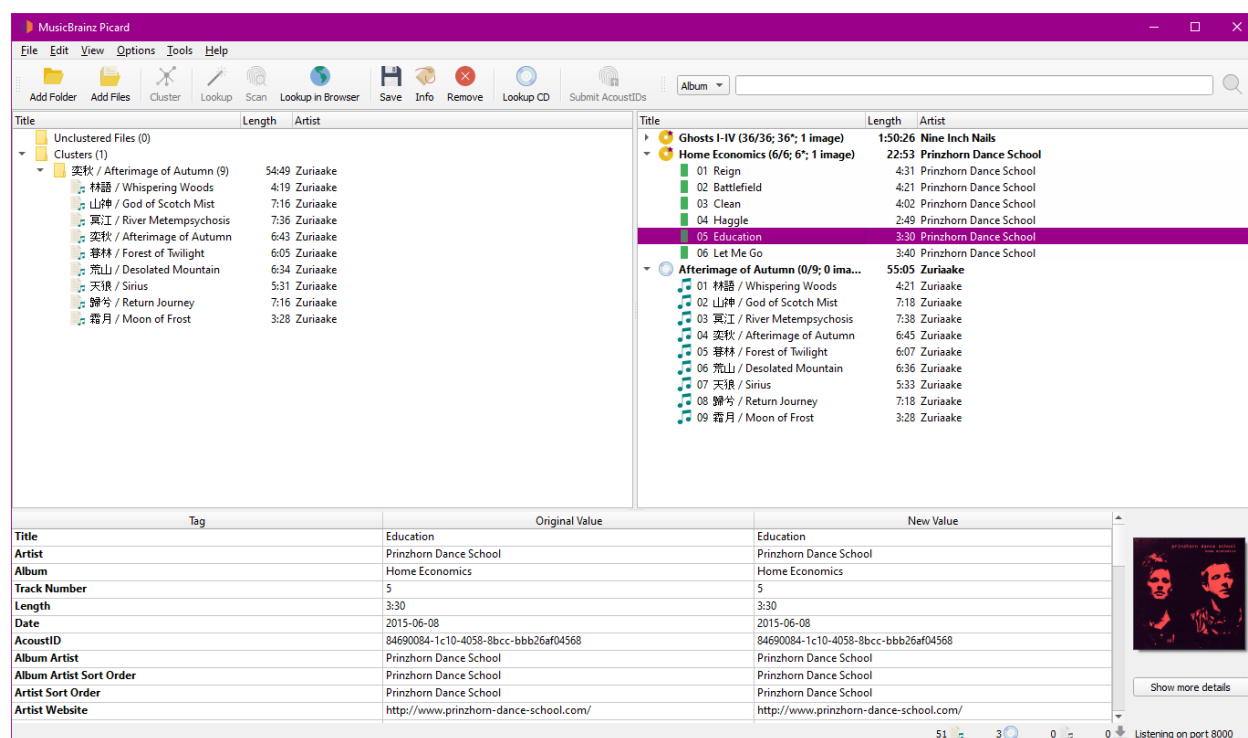 MusicBrainz Picard
File Edit View Options Tools Help
Add Folder Add Files Cluster Lookup Scan Lookup in Browser Save Info Remove Lookup CD Submit AcoustIDs Album
Title Length Artist
Unclustered Files (0)
Clusters (1)
奕秋 / Afterimage of Autumn (9) 54:49 Zuriaake
林語 / Whispering Woods 4:19 Zuriaake
山神 / God of Scotch Mist 7:16 Zuriaake
冥江 / River Metempsychosis 7:36 Zuriaake
奕秋 / Afterimage of Autumn 6:43 Zuriaake
暮林 / Forest of Twilight 6:05 Zuriaake
荒山 / Desolated Mountain 6:34 Zuriaake
天狼 / Sirius 5:31 Zuriaake
歸兮 / Return Journey 7:16 Zuriaake
霜月 / Moon of Frost 3:28 Zuriaake
Title Length Artist
Ghosts I-IV (36/36; 36*; 1 image) 1:50:26 Nine Inch Nails
Home Economics (6/6; 6*; 1 image) 22:53 Prinzhorn Dance School
01 Reign 4:31 Prinzhorn Dance School
02 Battlefield 4:21 Prinzhorn Dance School
03 Clean 4:02 Prinzhorn Dance School
04 Haggle 2:49 Prinzhorn Dance School
05 Education 3:30 Prinzhorn Dance School
06 Let Me Go 3:40 Prinzhorn Dance School
Afterimage of Autumn (0/9; 0 ima... 55:05 Zuriaake
01 林語 / Whispering Woods 4:21 Zuriaake
02 山神 / God of Scotch Mist 7:18 Zuriaake
03 冥江 / River Metempsychosis 7:38 Zuriaake
04 奕秋 / Afterimage of Autumn 6:45 Zuriaake
05 暮林 / Forest of Twilight 6:07 Zuriaake
06 荒山 / Desolated Mountain 6:36 Zuriaake
07 天狼 / Sirius 5:33 Zuriaake
08 歸兮 / Return Journey 7:18 Zuriaake
09 霜月 / Moon of Frost 3:28 Zuriaake
Tag Original Value New Value
Title Education Education
Artist Prinzhorn Dance School Prinzhorn Dance School
Album Home Economics Home Economics
Track Number 5 5
Length 3:30 3:30
Date 2015-06-08 2015-06-08
AcoustID 84690084-1c10-4058-8bcc-bbb26af04568 84690084-1c10-4058-8bcc-bbb26af04568
Album Artist Prinzhorn Dance School Prinzhorn Dance School
Album Artist Sort Order Prinzhorn Dance School Prinzhorn Dance School
Artist Sort Order Prinzhorn Dance School Prinzhorn Dance School
Artist Website http://www.prinzhorn-dance-school.com/ http://www.prinzhorn-dance-school.com/
prinzhorn dance school
home economics
Show more details
51 3 0 0 Listening on port 8000